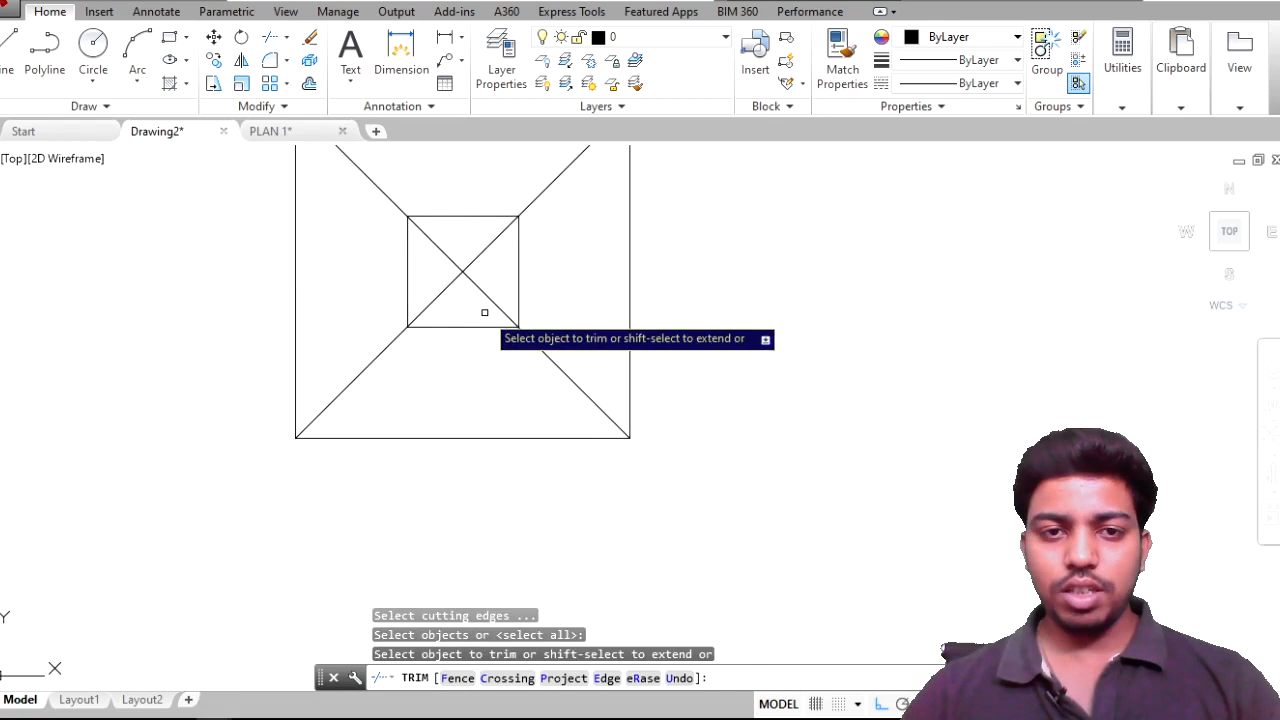 Home Insert Annotate Parametric View Manage Output Add-ins A360 Express Tools Featured Apps BIM 360 Performance
0 ByLayer
Polyline Circle Arc Text Dimension Layer Properties Insert Match Properties ByLayer Group Utilities Clipboard View
ByLayer
Draw Modify Annotation Layers Block Properties Groups
Start Drawing2* PLAN 1*
[Top][2D Wireframe]
N
W TOP E
S
WCS
Select object to trim or shift-select to extend or
Y
Select cutting edges ...
Select objects or <select all>:
Select object to trim or shift-select to extend or
X
TRIM [Fence Crossing Project Edge eRase Undo]:
Model Layout1 Layout2 MODEL